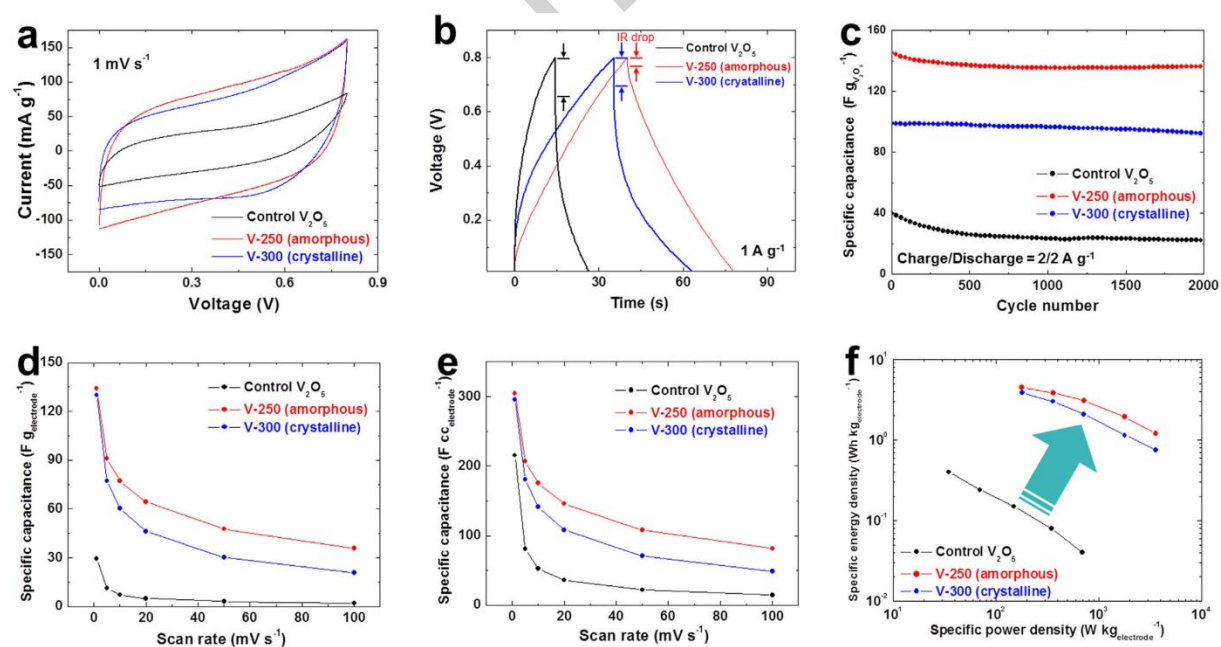 a
1 mV s⁻¹
Current (mA g⁻¹)
150
100
50
0
-50
-100
-150
Control V₂O₅
V-250 (amorphous)
V-300 (crystalline)
0.0
0.3
0.6
0.9
Voltage (V)
b
IR drop
Control V₂O₅
V-250 (amorphous)
V-300 (cryatalline)
Voltage (V)
0.8
0.6
0.4
0.2
1 A g⁻¹
0
30
60
90
Time (s)
c
Specific capacitance (F g_V₂O₅⁻¹)
160
120
80
40
0
Control V₂O₅
V-250 (amorphous)
V-300 (crystalline)
Charge/Discharge = 2/2 A g⁻¹
0
500
1000
1500
2000
Cycle number
d
Specific capacitance (F g_electrode⁻¹)
150
120
90
60
30
0
Control V₂O₅
V-250 (amorphous)
V-300 (crystalline)
0
20
40
60
80
100
Scan rate (mV s⁻¹)
e
Specific capacitance (F cc_electrode⁻¹)
300
200
100
0
Control V₂O₅
V-250 (amorphous)
V-300 (crystalline)
0
20
40
60
80
100
Scan rate (mV s⁻¹)
f
Specific energy density (Wh kg_electrode⁻¹)
10¹
10⁰
10⁻¹
10⁻²
Control V₂O₅
V-250 (amorphous)
V-300 (crystalline)
10¹
10²
10³
10⁴
Specific power density (W kg_electrode⁻¹)